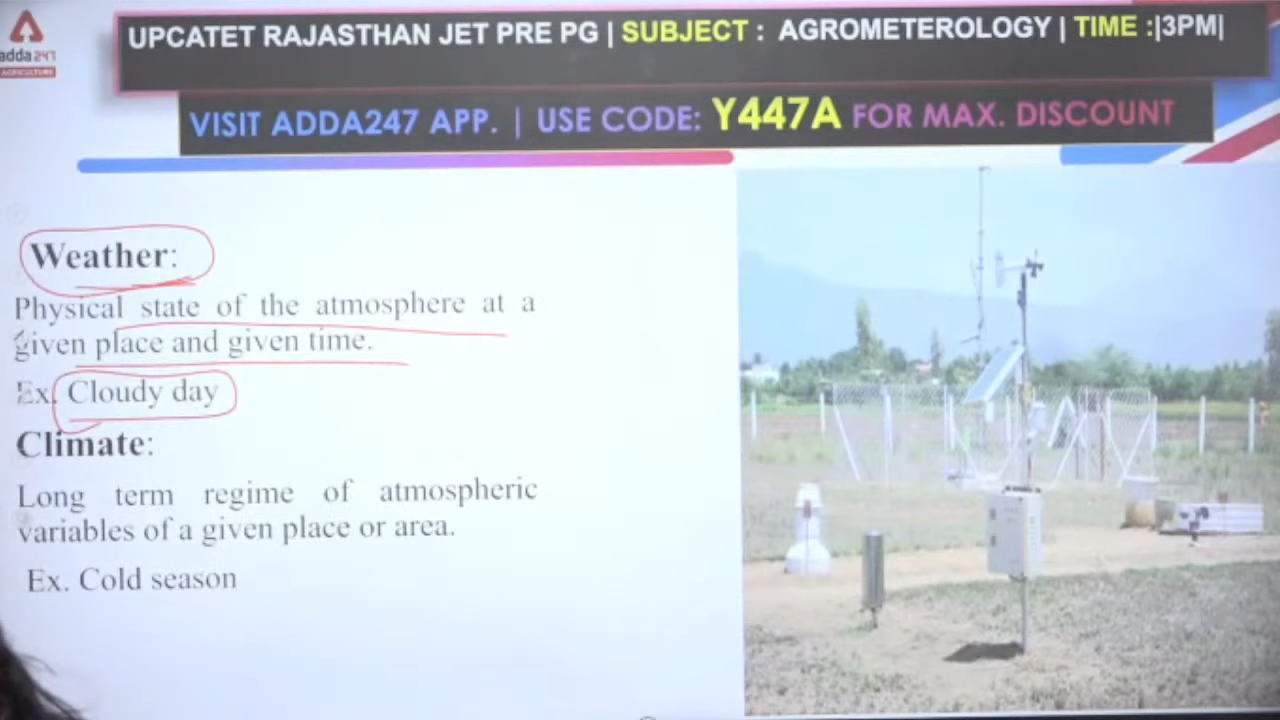 adda247
AGRICULTURE
UPCATET RAJASTHAN JET PRE PG | SUBJECT : AGROMETEROLOGY | TIME :|3PM|
VISIT ADDA247 APP. | USE CODE: Y447A FOR MAX. DISCOUNT
Weather:
Physical state of the atmosphere at a
given place and given time.
Ex. Cloudy day
Climate:
Long term regime of atmospheric
variables of a given place or area.
Ex. Cold season